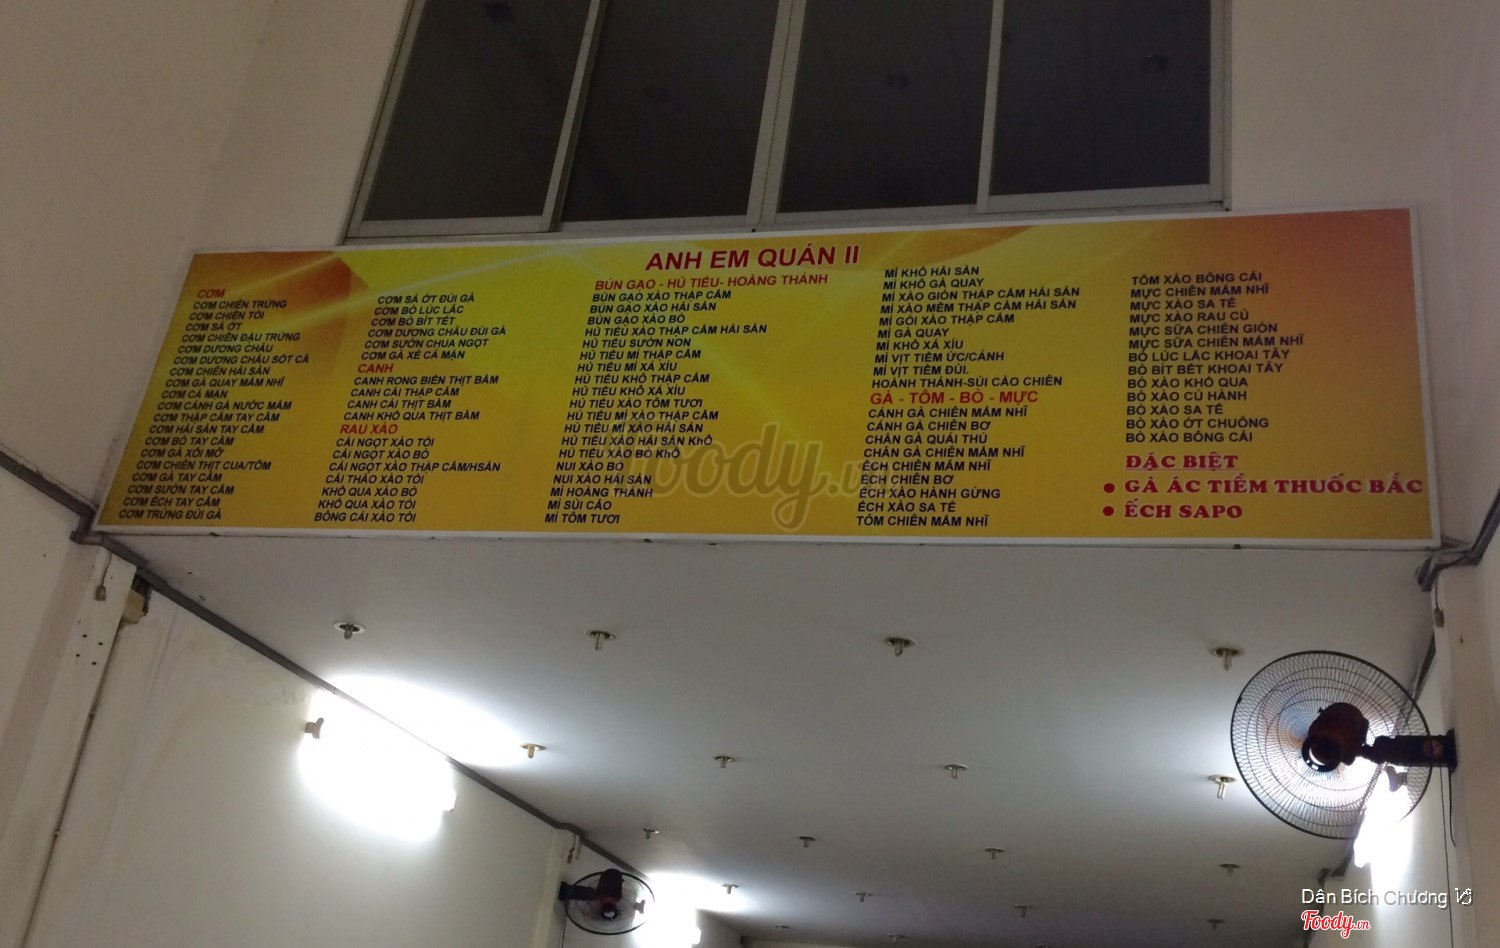 ANH EM QUÁN II
CƠM
CƠM CHIÊN TRỨNG
CƠM CHIÊN TỎI
CƠM SẢ ỚT
CƠM CHIÊN ĐẬU TRỨNG
CƠM DƯƠNG CHÂU
CƠM DƯƠNG CHÂU SỐT CÀ
CƠM CHIÊN HẢI SẢN
CƠM GÀ QUAY MẮM NHĨ
CƠM CÁ MẶN
CƠM CÁNH GÀ NƯỚC MẮM
CƠM THẬP CẨM TAY CẦM
CƠM HẢI SẢN TAY CẦM
CƠM BÒ TAY CẦM
CƠM GÀ XỐI MỠ
CƠM CHIÊN THỊT CUA/TÔM
CƠM GÀ TAY CẦM
CƠM SƯỜN TAY CẦM
CƠM ẾCH TAY CẦM
CƠM TRỨNG ĐÙI GÀ
CƠM SẢ ỚT ĐÙI GÀ
CƠM BÒ LÚC LẮC
CƠM BÒ BÍT TẾT
CƠM DƯƠNG CHÂU ĐÙI GÀ
CƠM SƯỜN CHUA NGỌT
CƠM GÀ XÉ CÁ MẶN
CANH
CANH RONG BIỂN THỊT BẰM
CANH CẢI THẬP CẨM
CANH CẢI THỊT BẰM
CANH KHỔ QUA THỊT BẰM
RAU XÀO
CẢI NGỌT XÀO TỎI
CẢI NGỌT XÀO BÒ
CẢI NGỌT XÀO THẬP CẨM/HSẢN
CẢI THẢO XÀO TỎI
KHỔ QUA XÀO BÒ
KHỔ QUA XÀO TỎI
BÔNG CẢI XÀO TỎI
BÚN GẠO - HỦ TIẾU- HOÀNH THÁNH
BÚN GẠO XÀO THẬP CẨM
BÚN GẠO XÀO HẢI SẢN
BÚN GẠO XÀO BÒ
HỦ TIẾU XÀO THẬP CẨM HẢI SẢN
HỦ TIẾU SƯỜN NON
HỦ TIẾU MÌ THẬP CẨM
HỦ TIẾU MÌ XÁ XÍU
HỦ TIẾU KHÔ THẬP CẨM
HỦ TIẾU KHÔ XÁ XÍU
HỦ TIẾU XÀO TÔM TƯƠI
HỦ TIẾU MÌ XÀO THẬP CẨM
HỦ TIẾU XÀO HẢI SẢN KHÔ
HỦ TIẾU XÀO BÒ KHÔ
NUI XÀO BÒ
NUI XÀO HẢI SẢN
MÌ HOÀNH THÁNH
MÌ SỦI CẢO
MÌ TÔM TƯƠI
MÌ KHÔ HẢI SẢN
MÌ KHÔ GÀ QUAY
MÌ XÀO GIÒN THẬP CẨM HẢI SẢN
MÌ XÀO MỀM THẬP CẨM HẢI SẢN
MÌ GÓI XÀO THẬP CẨM
MÌ GÀ QUAY
MÌ KHÔ XÁ XÍU
MÌ VỊT TIỀM ỨC/CÁNH
MÌ VỊT TIỀM ĐÙI.
HOÀNH THÁNH-SỦI CẢO CHIÊN
GÀ - TÔM - BÒ - MỰC
CÁNH GÀ CHIÊN MẮM NHĨ
CÁNH GÀ CHIÊN BƠ
CHÂN GÀ QUÁI THÚ
CHÂN GÀ CHIÊN MẮM NHĨ
ẾCH CHIÊN MẮM NHĨ
ẾCH CHIÊN BƠ
ẾCH XÀO HÀNH GỪNG
ẾCH XÀO SA TẾ
TÔM CHIÊN MẮM NHĨ
TÔM XÀO BÔNG CẢI
MỰC CHIÊN MẮM NHĨ
MỰC XÀO SA TẾ
MỰC XÀO RAU CỦ
MỰC SỮA CHIÊN GIÒN
MỰC SỮA CHIÊN MẮM NHĨ
BÒ LÚC LẮC KHOAI TÂY
BÒ BÍT BẾT KHOAI TÂY
BÒ XÀO KHỔ QUA
BÒ XÀO CỦ HÀNH
BÒ XÀO SA TẾ
BÒ XÀO ỚT CHUÔNG
BÒ XÀO BÔNG CẢI
ĐẶC BIỆT
• GÀ ÁC TIỀM THUỐC BẮC
• ẾCH SAPO
foody.vn
Dân Bích Chương
Foody.vn